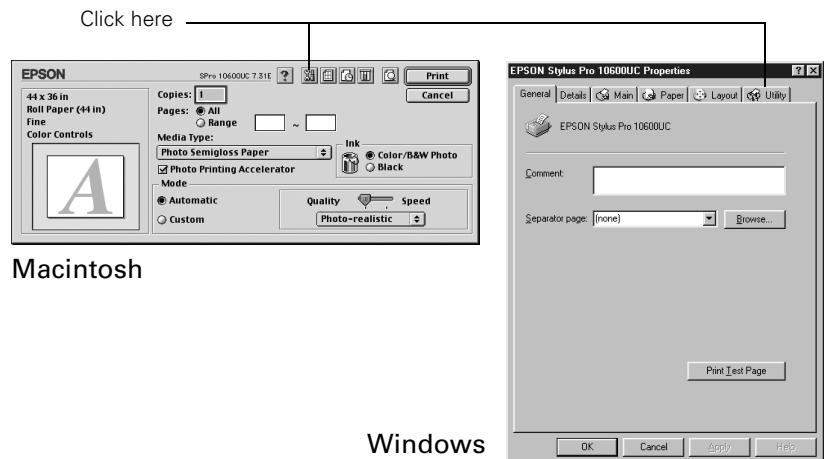 Click here
EPSON SPro 10600UC 7.31E ? Print
44 x 36 in
Roll Paper (44 in)
Fine
Color Controls
A
Copies: 1 Cancel
Pages: All
Range ~
Media Type:
Photo Semigloss Paper
Photo Printing Accelerator
Ink
Color/B&W Photo
Black
Mode
Automatic
Custom
Quality Speed
Photo-realistic
Macintosh
EPSON Stylus Pro 10600UC Properties ? X
General Details Main Paper Layout Utility
EPSON Stylus Pro 10600UC
Comment:
Separator page: (none) Browse...
Print Test Page
OK Cancel Apply Help
Windows